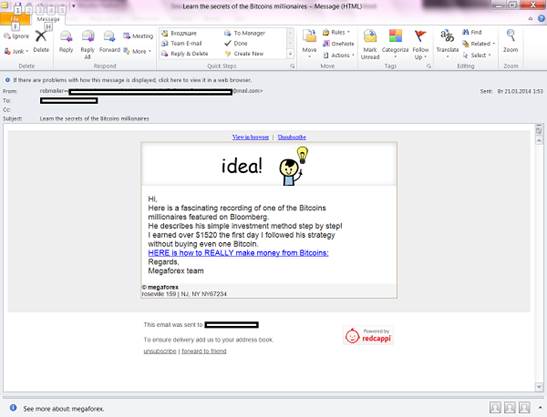 Learn the secrets of the Bitcoins millionaires - Message (HTML)
File Message
Ignore
Junk
Delete
Delete
Reply
Reply All
Forward
Meeting
IM
More
Respond
Входящие
Team E-mail
Reply & Delete
To Manager
Done
Create New
Quick Steps
Move
Rules
OneNote
Actions
Move
Mark Unread
Categorize
Follow Up
Tags
Translate
Find
Related
Select
Editing
Zoom
Zoom
If there are problems with how this message is displayed, click here to view it in a web browser.
From: robmailer= @mail.com> Sent: Вт 21.01.2014 1:53
To:
Cc:
Subject: Learn the secrets of the Bitcoins millionaires
View in browser | Unsubscribe
idea!
Hi,
Here is a fascinating recording of one of the Bitcoins
millionaires featured on Bloomberg.
He describes his simple investment method step by step!
I earned over $1520 the first day I followed his strategy
without buying even one Bitcoin.
HERE is how to REALLY make money from Bitcoins:
Regards,
Megaforex team
© megaforex
roseville 159 | NJ, NY NY67234
This email was sent to
To ensure delivery add us to your address book.
unsubscribe | forward to friend
Powered by
redcappi
See more about: megaforex.